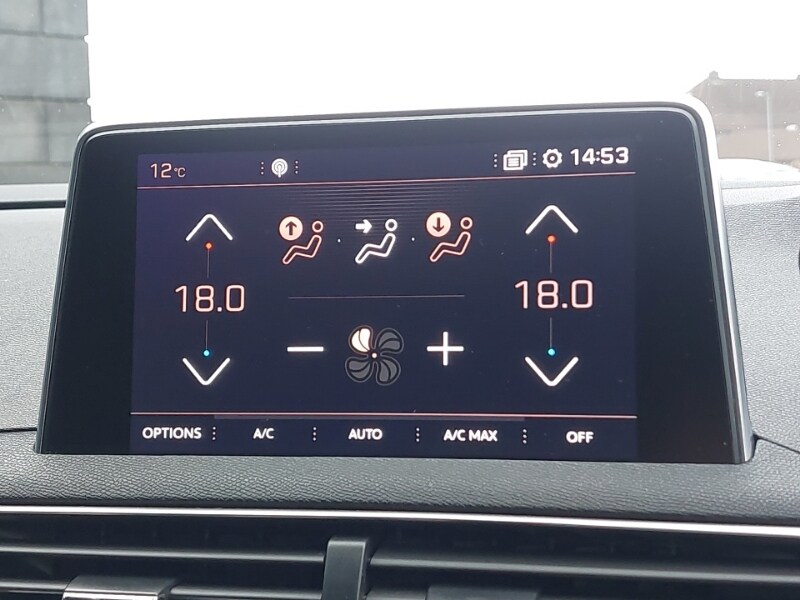 12°C
14:53
18.0
18.0
OPTIONS
A/C
AUTO
A/C MAX
OFF